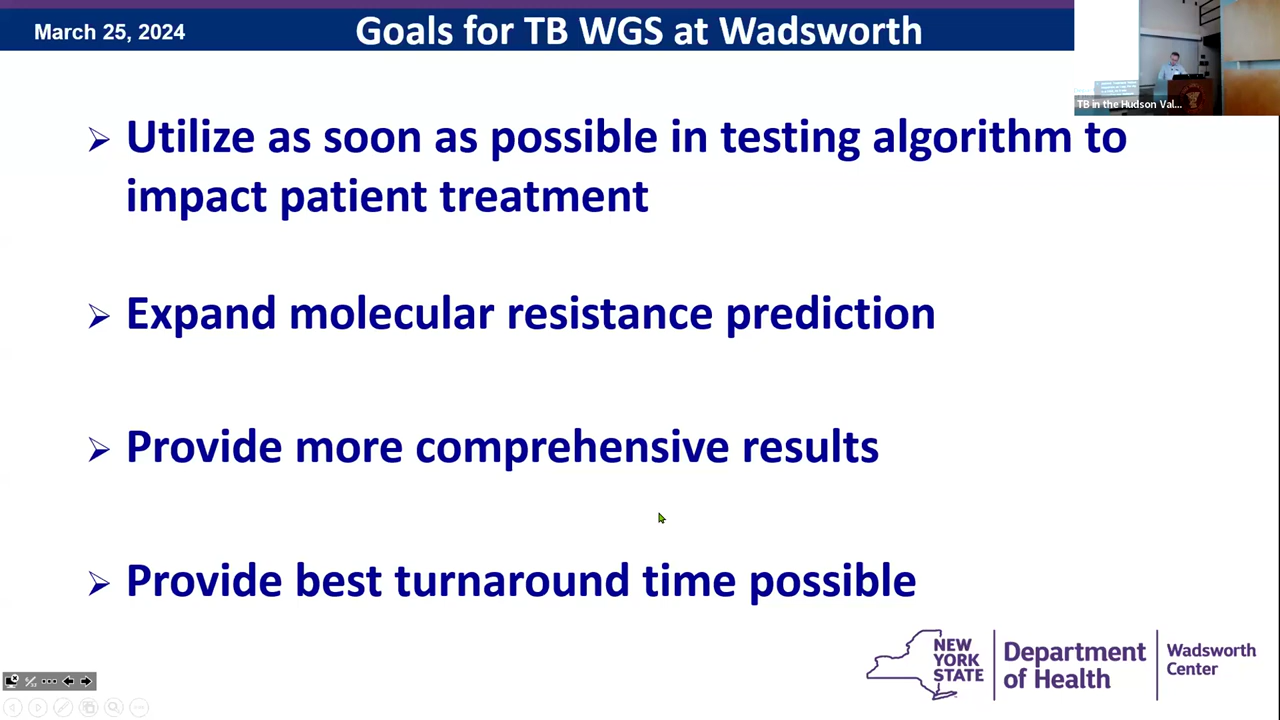 March 25, 2024
Goals for TB WGS at Wadsworth
TB in the Hudson Val...
➢ Utilize as soon as possible in testing algorithm to
impact patient treatment
➢ Expand molecular resistance prediction
➢ Provide more comprehensive results
➢ Provide best turnaround time possible
NEW
YORK
STATE
Department
of Health
Wadsworth
Center